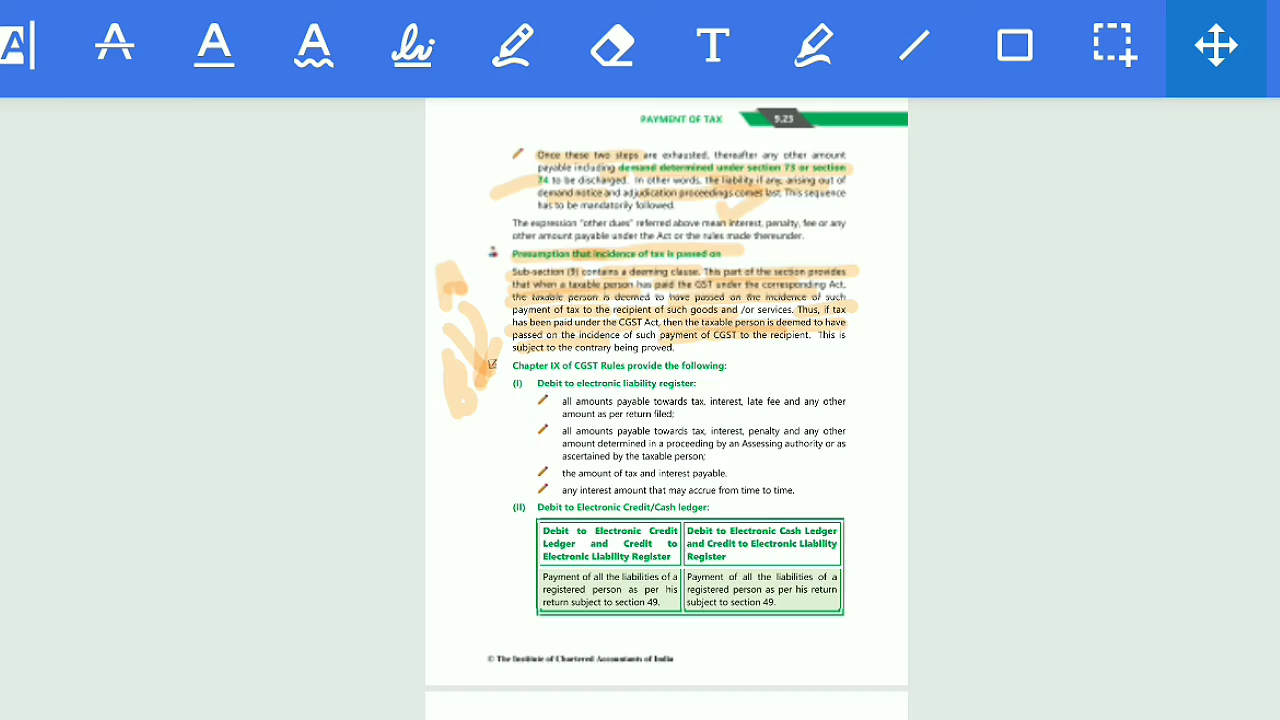 PAYMENT OF TAX 9.23
Once these two steps are exhausted, thereafter any other amount
payable including demand determined under section 73 or section
74 to be discharged. In other words, the liability if any, arising out of
demand notice and adjudication proceedings comes last. This sequence
has to be mandatorily followed.
The expression "other dues" referred above mean interest, penalty, fee or any
other amount payable under the Act or the rules made thereunder.
Presumption that incidence of tax is passed on
Sub-section (9) contains a deeming clause. This part of the section provides
that when a taxable person has paid the GST under the corresponding Act,
the taxable person is deemed to have passed on the incidence of such
payment of tax to the recipient of such goods and /or services. Thus, if tax
has been paid under the CGST Act, then the taxable person is deemed to have
passed on the incidence of such payment of CGST to the recipient. This is
subject to the contrary being proved.
Chapter IX of CGST Rules provide the following:
(I) Debit to electronic liability register:
all amounts payable towards tax, interest, late fee and any other
amount as per return filed;
all amounts payable towards tax, interest, penalty and any other
amount determined in a proceeding by an Assessing authority or as
ascertained by the taxable person;
the amount of tax and interest payable.
any interest amount that may accrue from time to time.
(II) Debit to Electronic Credit/Cash ledger:
Debit to Electronic Credit
Ledger and Credit to
Electronic Liability Register
Debit to Electronic Cash Ledger
and Credit to Electronic Liability
Register
Payment of all the liabilities of a
registered person as per his
return subject to section 49.
Payment of all the liabilities of a
registered person as per his return
subject to section 49.
© The Institute of Chartered Accountants of India